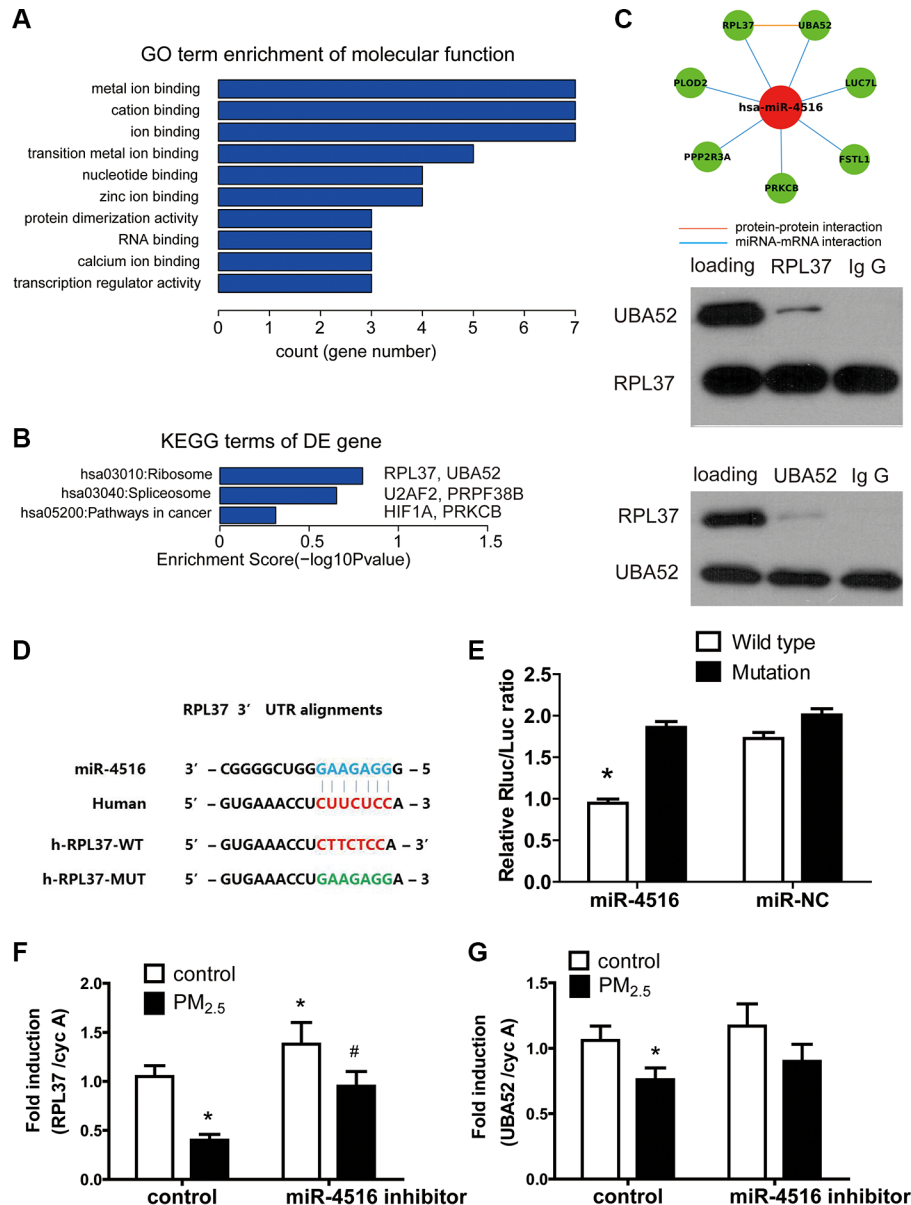 A
GO term enrichment of molecular function
metal ion binding
cation binding
ion binding
transition metal ion binding
nucleotide binding
zinc ion binding
protein dimerization activity
RNA binding
calcium ion binding
transcription regulator activity
0 1 2 3 4 5 6 7
count (gene number)
B
KEGG terms of DE gene
hsa03010:Ribosome RPL37, UBA52
hsa03040:Spliceosome U2AF2, PRPF38B
hsa05200:Pathways in cancer HIF1A, PRKCB
0 0.5 1 1.5
Enrichment Score(−log10Pvalue)
C
RPL37 UBA52
PLOD2 LUC7L
hsa-miR-4516
PPP2R3A FSTL1
PRKCB
protein-protein interaction
miRNA-mRNA interaction
loading RPL37 Ig G
UBA52
RPL37
loading UBA52 Ig G
RPL37
UBA52
D
RPL37 3′ UTR alignments
miR-4516 3′ – CGGGGCUGGGAAGAGGG – 5
Human 5′ – GUGAAACCUCUUCUCCA – 3
h-RPL37-WT 5′ – GUGAAACCUCTTCTCCA – 3′
h-RPL37-MUT 5′ – GUGAAACCUGAAGAGGA – 3
E
Wild type
Mutation
Relative Rluc/Luc ratio
2.5
2.0
1.5
1.0
0.5
0.0
*
miR-4516 miR-NC
F
control
PM2.5
Fold induction
(RPL37 /cyc A)
2.0
1.5
1.0
0.5
0.0
* * #
control miR-4516 inhibitor
G
control
PM2.5
Fold induction
(UBA52 /cyc A)
1.5
1.0
0.5
0.0
*
control miR-4516 inhibitor